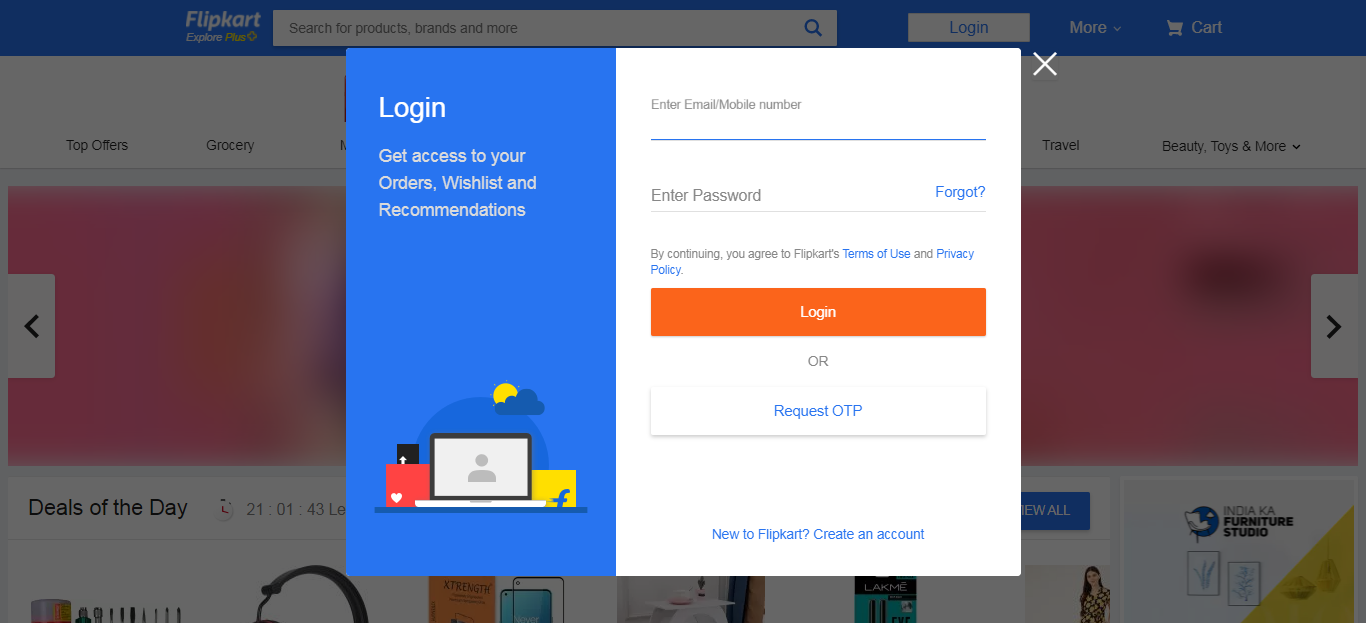 Flipkart
Explore Plus
Search for products, brands and more
Login
More
Cart
Top Offers
Grocery
Travel
Beauty, Toys & More
Login
Get access to your
Orders, Wishlist and
Recommendations
Enter Email/Mobile number
Enter Password
Forgot?
By continuing, you agree to Flipkart's Terms of Use and Privacy
Policy.
Login
OR
Request OTP
New to Flipkart? Create an account
Deals of the Day
21 : 01 : 43 Le
IEW ALL
INDIA KA
FURNITURE
STUDIO
XTRENGTH
LAKMÉ